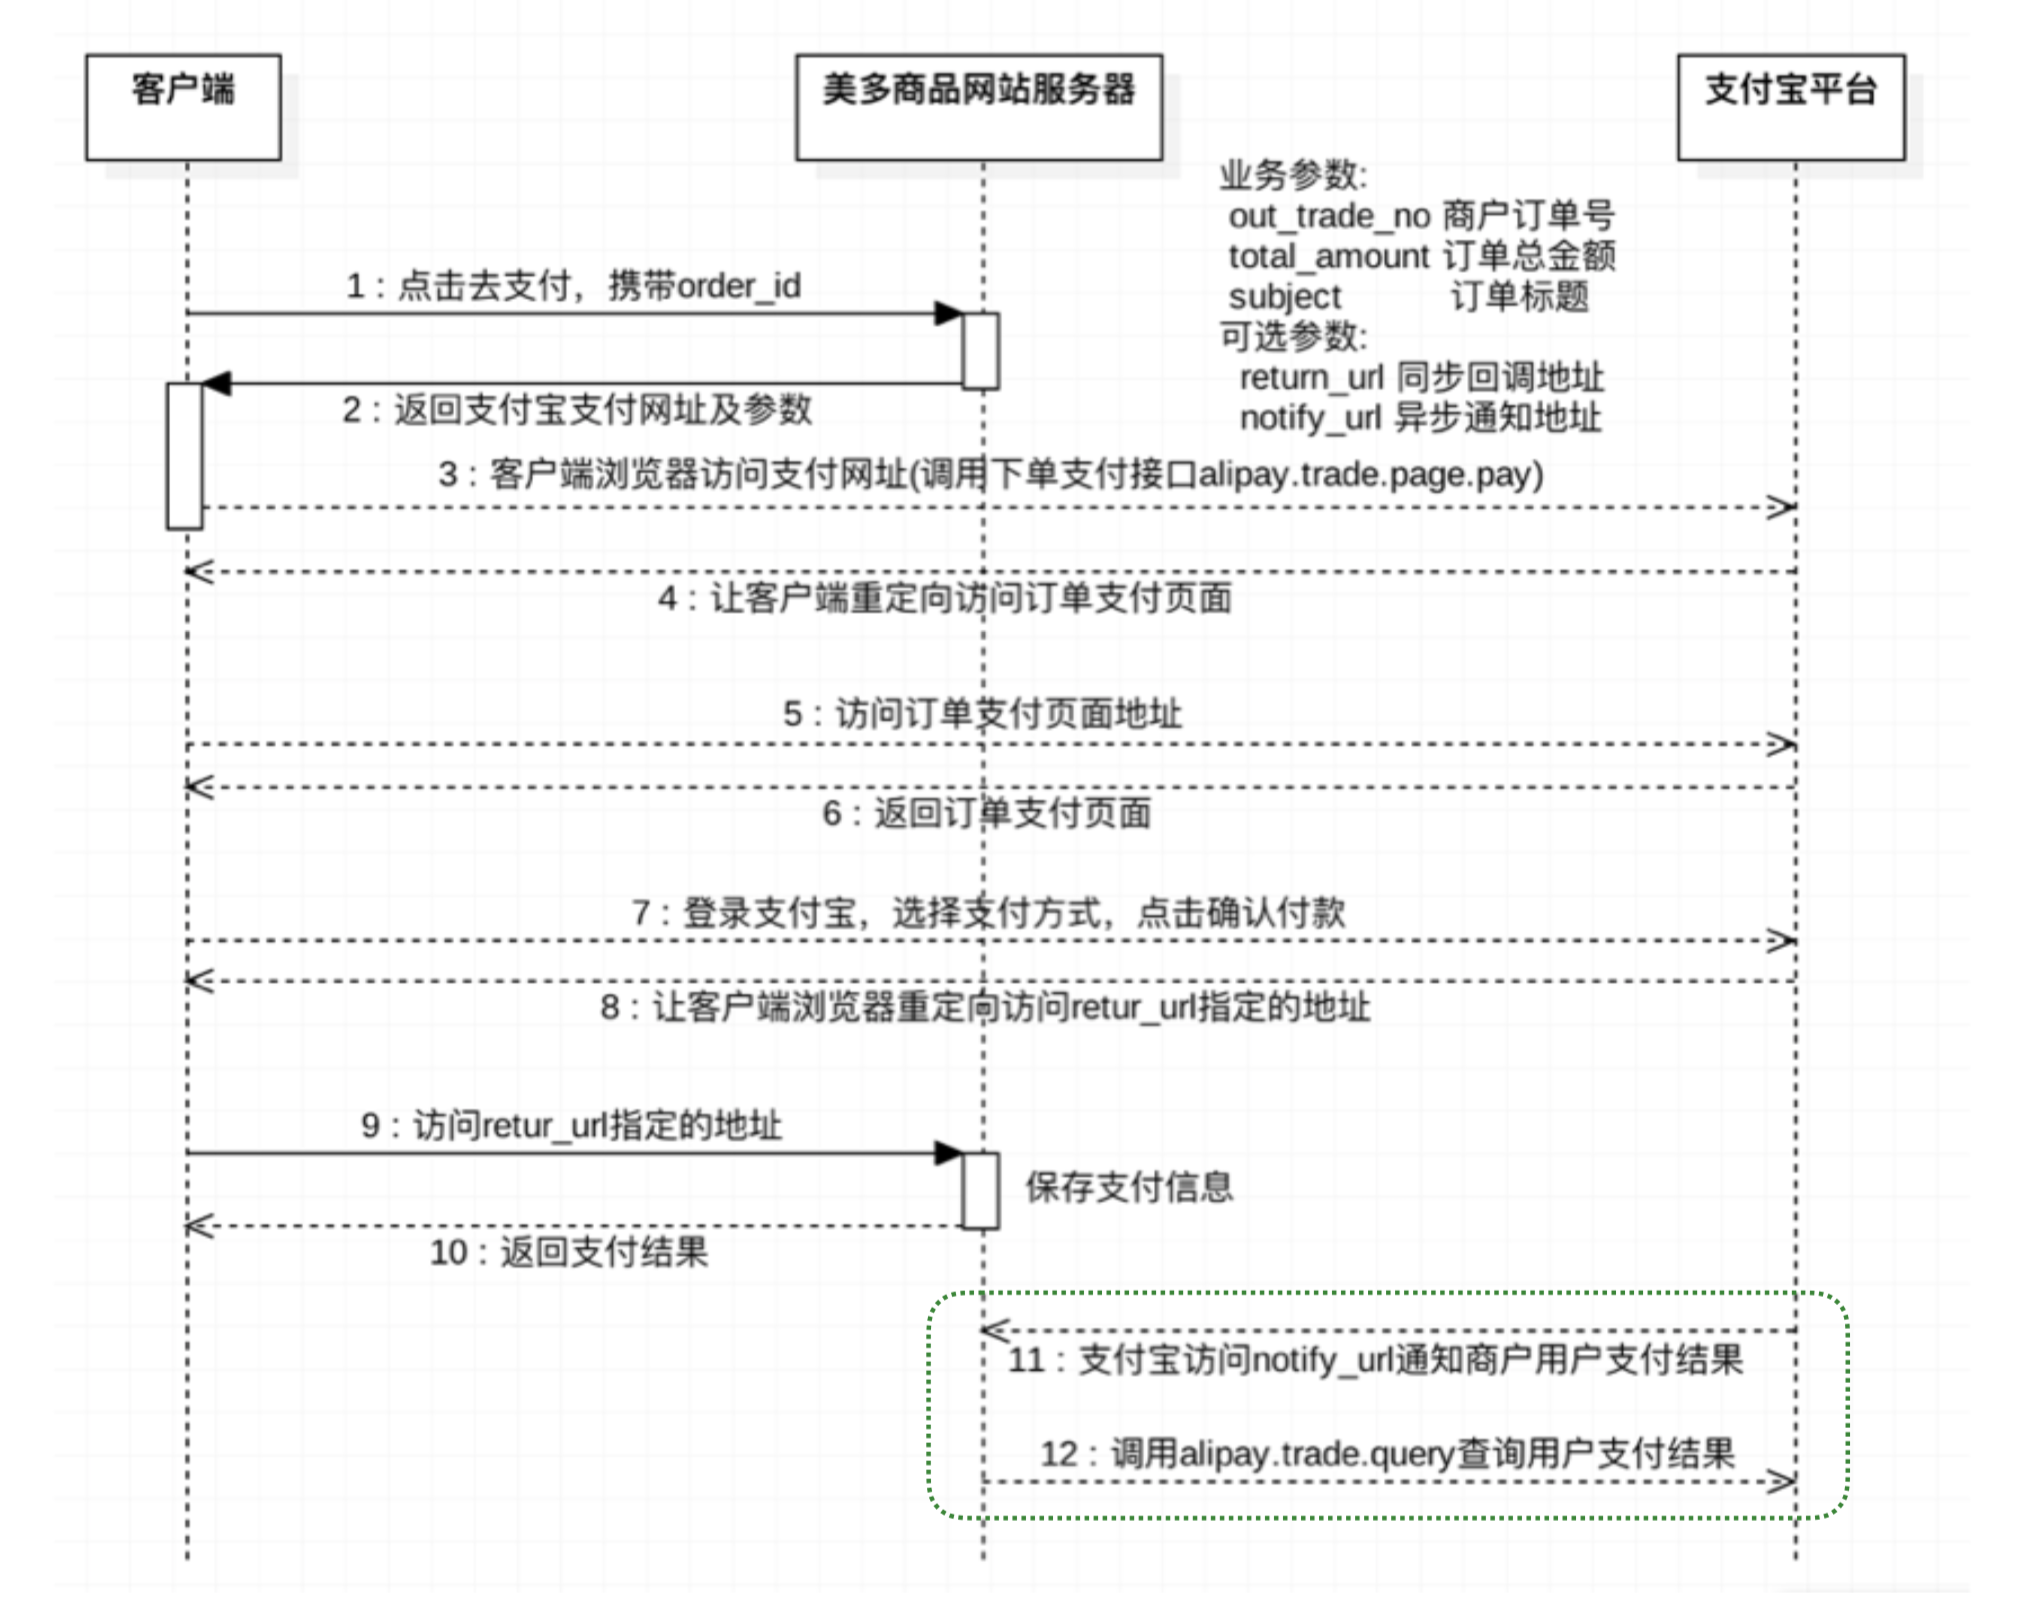 客户端
美多商品网站服务器
支付宝平台
业务参数:
out_trade_no 商户订单号
total_amount 订单总金额
subject 订单标题
可选参数:
return_url 同步回调地址
notify_url 异步通知地址
1 : 点击去支付，携带order_id
2 : 返回支付宝支付网址及参数
3 : 客户端浏览器访问支付网址(调用下单支付接口alipay.trade.page.pay)
4 : 让客户端重定向访问订单支付页面
5 : 访问订单支付页面地址
6 : 返回订单支付页面
7 : 登录支付宝，选择支付方式，点击确认付款
8 : 让客户端浏览器重定向访问retur_url指定的地址
9 : 访问retur_url指定的地址
保存支付信息
10 : 返回支付结果
11 : 支付宝访问notify_url通知商户用户支付结果
12 : 调用alipay.trade.query查询用户支付结果